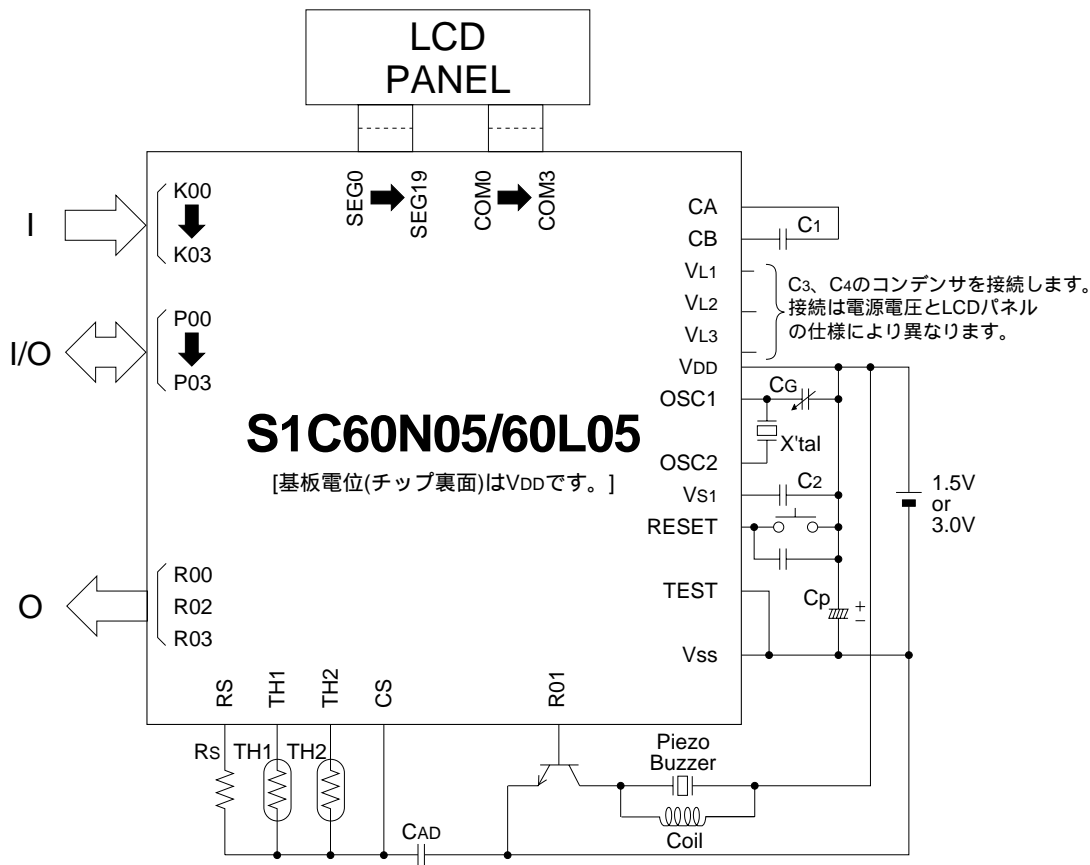 LCD
PANEL
SEG0
SEG19
COM0
COM3
I
K00
K03
I/O
P00
P03
CA
CB
C1
VL1
VL2
VL3
C3、C4のコンデンサを接続します。
接続は電源電圧とLCDパネル
の仕様により異なります。
VDD
OSC1
CG
X'tal
OSC2
S1C60N05/60L05
[基板電位(チップ裏面)はVDDです。]
VS1
C2
RESET
1.5V
or
3.0V
TEST
Cp
+
–
VSS
O
R00
R02
R03
RS
TH1
TH2
CS
R01
RS
TH1
TH2
CAD
Piezo
Buzzer
Coil